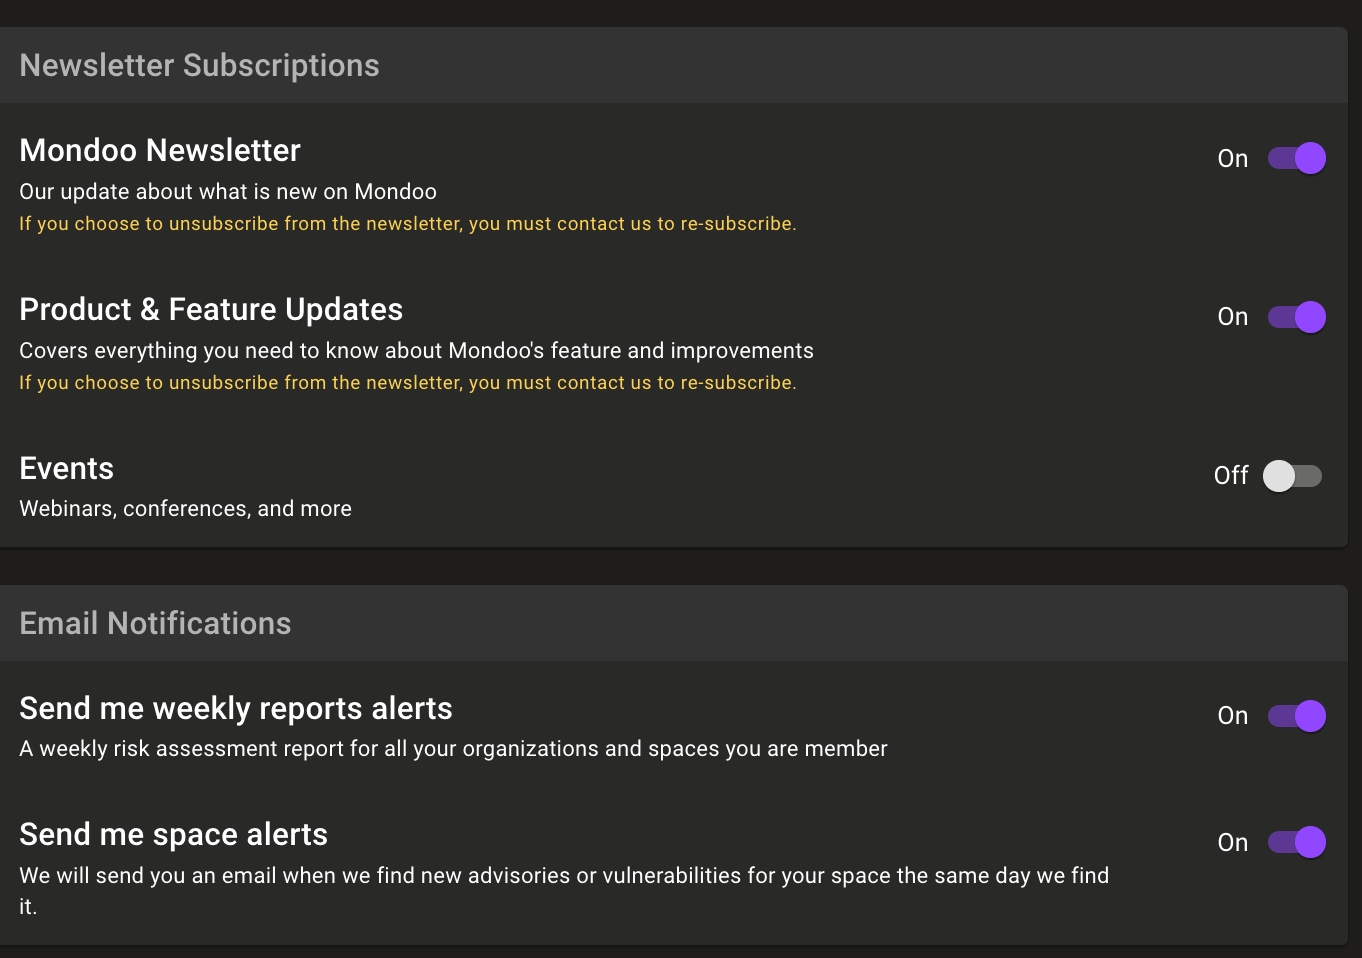 Newsletter Subscriptions
Mondoo Newsletter
On
Our update about what is new on Mondoo
If you choose to unsubscribe from the newsletter, you must contact us to re-subscribe.
Product & Feature Updates
On
Covers everything you need to know about Mondoo's feature and improvements
If you choose to unsubscribe from the newsletter, you must contact us to re-subscribe.
Events
Off
Webinars, conferences, and more
Email Notifications
Send me weekly reports alerts
On
A weekly risk assessment report for all your organizations and spaces you are member
Send me space alerts
On
We will send you an email when we find new advisories or vulnerabilities for your space the same day we find
it.